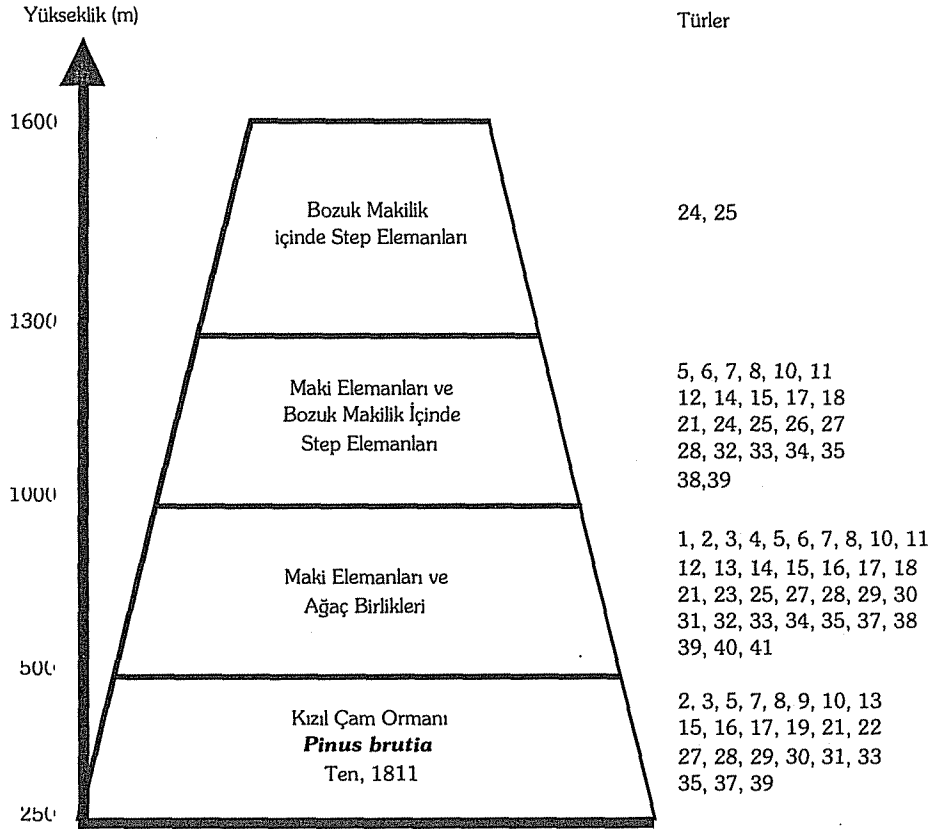 Yükseklik (m)
Türler
1600
Bozuk Makilik
içinde Step Elemanları
24, 25
1300
Maki Elemanları ve
Bozuk Makilik İçinde
Step Elemanları
5, 6, 7, 8, 10, 11
12, 14, 15, 17, 18
21, 24, 25, 26, 27
28, 32, 33, 34, 35
38,39
1000
Maki Elemanları ve
Ağaç Birlikleri
1, 2, 3, 4, 5, 6, 7, 8, 10, 11
12, 13, 14, 15, 16, 17, 18
21, 23, 25, 27, 28, 29, 30
31, 32, 33, 34, 35, 37, 38
39, 40, 41
500
Kızıl Çam Ormanı
Pinus brutia
Ten, 1811
2, 3, 5, 7, 8, 9, 10, 13
15, 16, 17, 19, 21, 22
27, 28, 29, 30, 31, 33
35, 37, 39
250